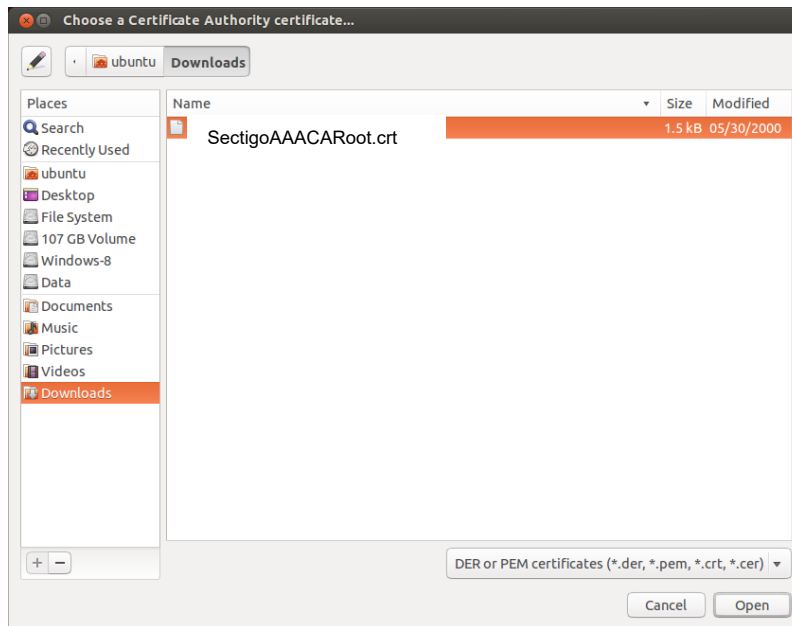 Choose a Certificate Authority certificate...
ubuntu Downloads
Places
Name Size Modified
Search
SectigoAAACARoot.crt 1.5 kB 05/30/2000
Recently Used
ubuntu
Desktop
File System
107 GB Volume
Windows-8
Data
Documents
Music
Pictures
Videos
Downloads
DER or PEM certificates (*.der, *.pem, *.crt, *.cer)
Cancel Open